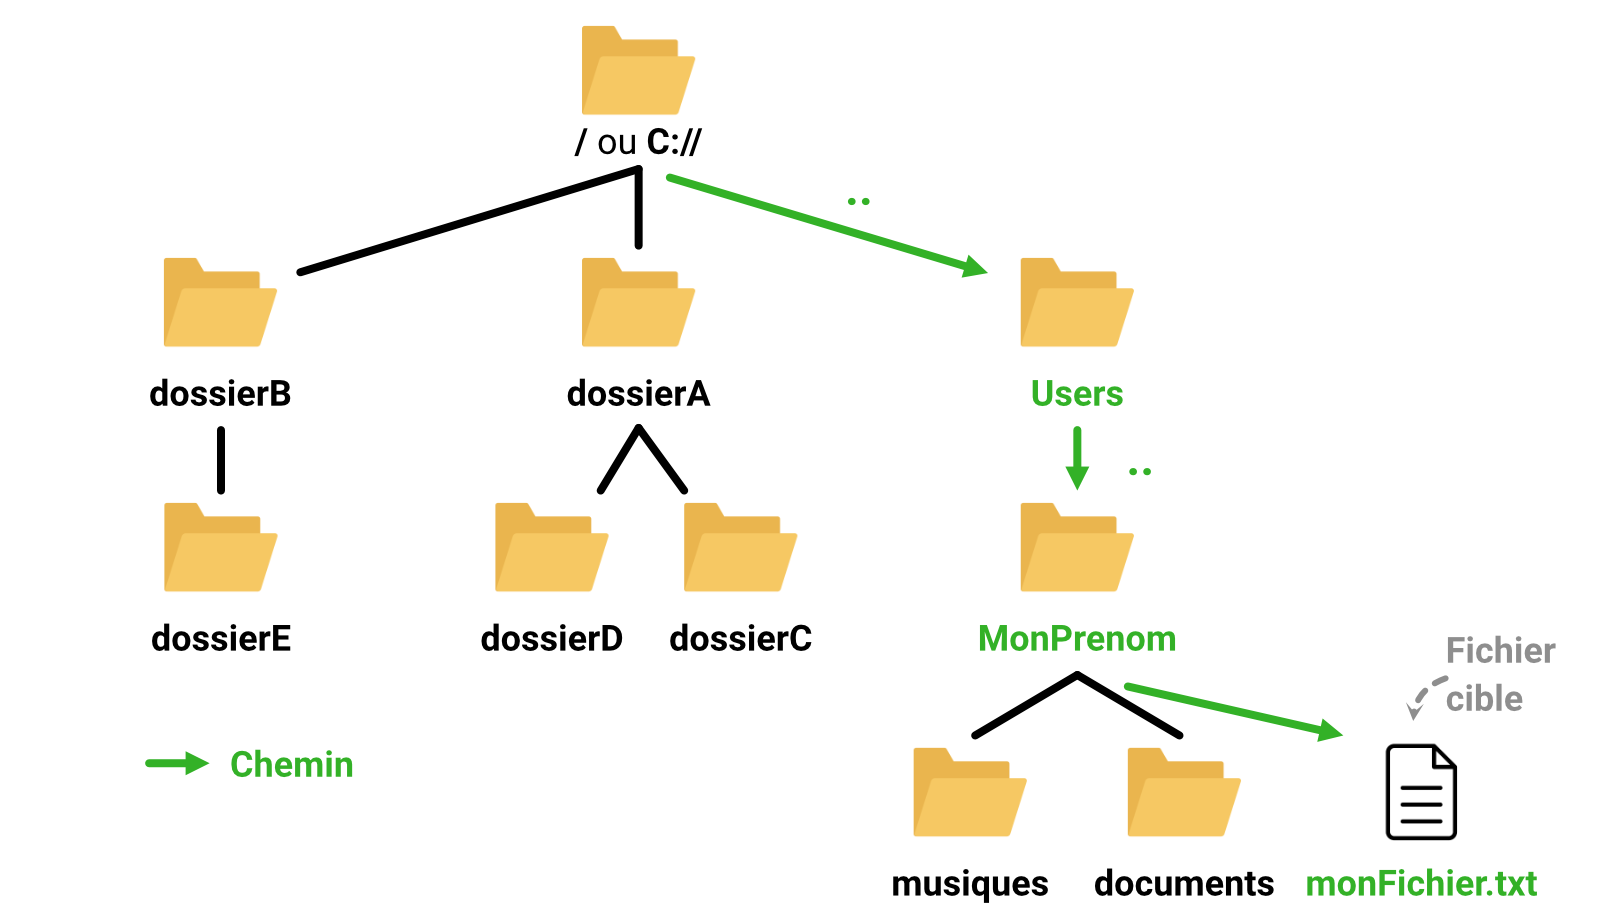 / ou C://
..
dossierB
dossierA
Users
..
dossierE
dossierD
dossierC
MonPrenom
Fichier
cible
Chemin
musiques
documents
monFichier.txt